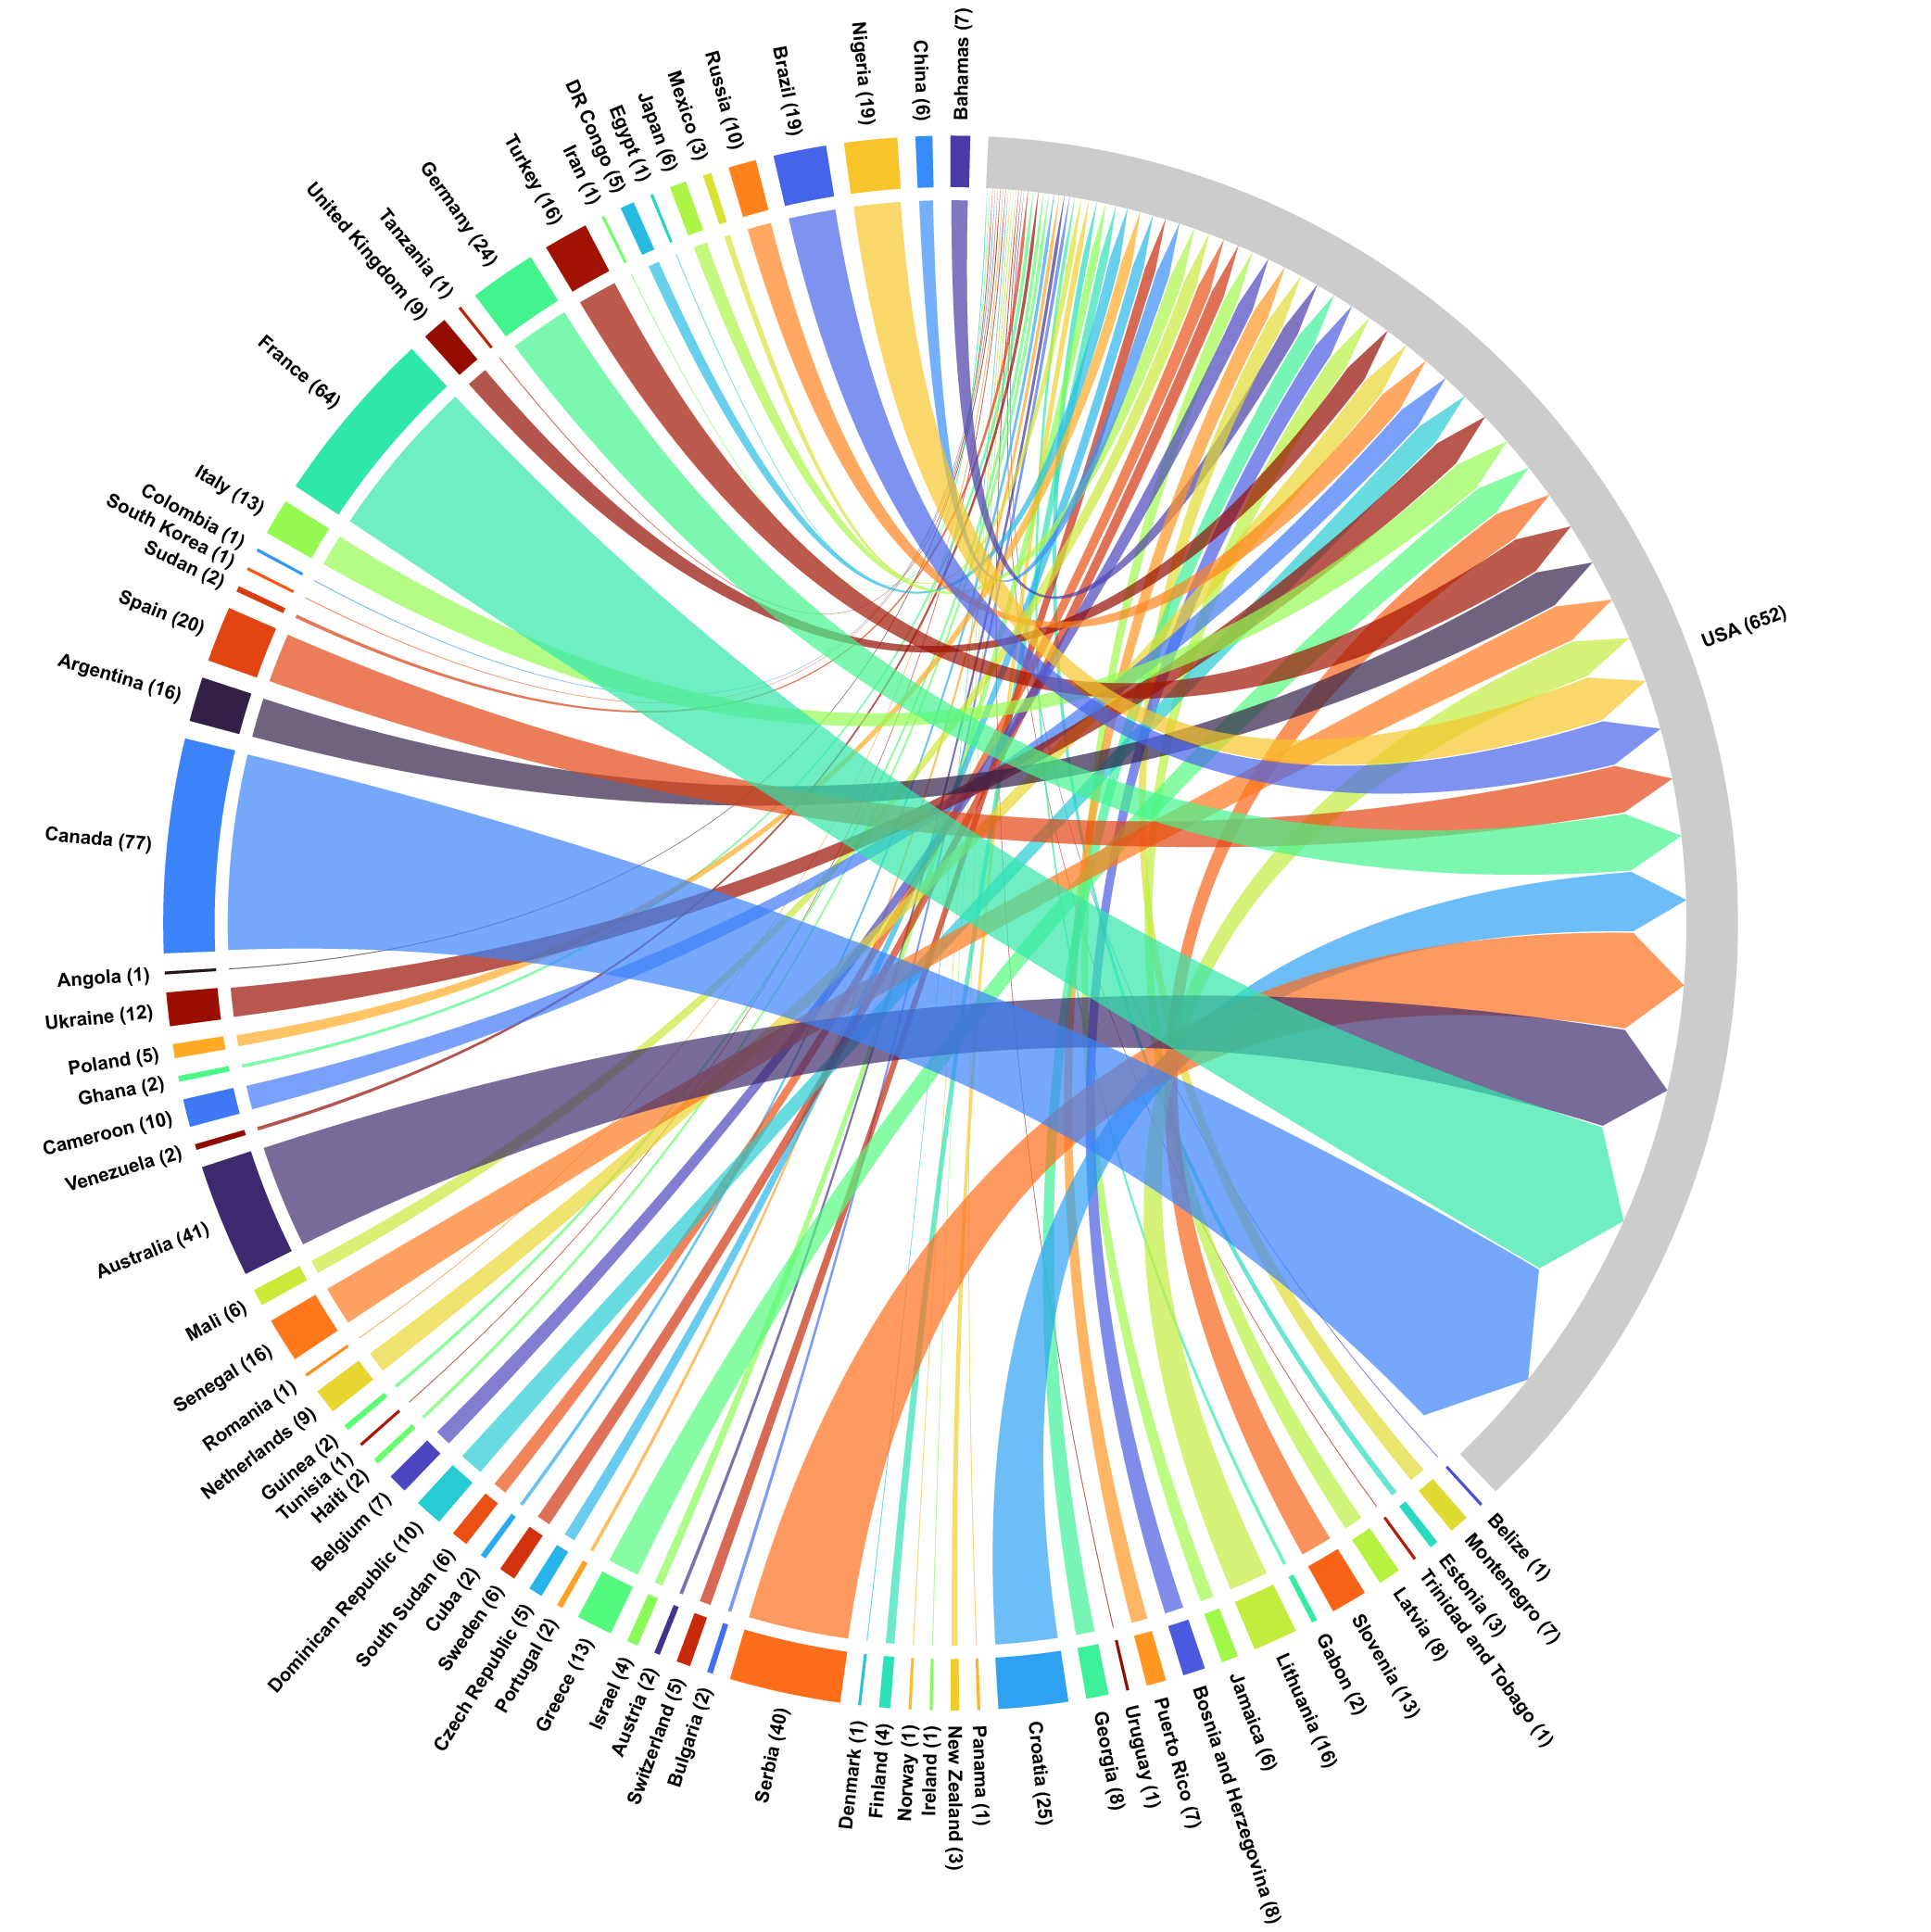 Bahamas (7)
China (6)
Nigeria (19)
Brazil (19)
Russia (10)
Mexico (3)
Japan (6)
Egypt (1)
DR Congo (5)
Iran (1)
Turkey (16)
Germany (24)
Tanzania (1)
United Kingdom (9)
France (64)
Italy (13)
Colombia (1)
South Korea (1)
Sudan (2)
Spain (20)
Argentina (16)
Canada (77)
Angola (1)
Ukraine (12)
Poland (5)
Ghana (2)
Cameroon (10)
Venezuela (2)
Australia (41)
Mali (6)
Senegal (16)
Romania (1)
Netherlands (9)
Guinea (2)
Tunisia (1)
Haiti (2)
Belgium (7)
Dominican Republic (10)
South Sudan (6)
Cuba (2)
Sweden (6)
Czech Republic (5)
Portugal (2)
Greece (13)
Israel (4)
Austria (2)
Switzerland (5)
Bulgaria (2)
Serbia (40)
Denmark (1)
Finland (4)
Norway (1)
Ireland (1)
New Zealand (3)
Panama (1)
Croatia (25)
Georgia (8)
Uruguay (1)
Puerto Rico (7)
Bosnia and Herzegovina (8)
Jamaica (6)
Lithuania (16)
Gabon (2)
Slovenia (13)
Latvia (8)
Trinidad and Tobago (1)
Estonia (3)
Montenegro (7)
Belize (1)
USA (652)